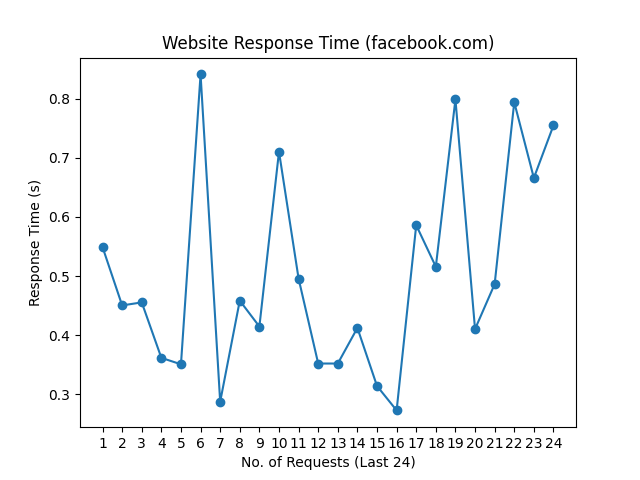 Website Response Time (facebook.com)
Response Time (s)
0.8
0.7
0.6
0.5
0.4
0.3
1 2 3 4 5 6 7 8 9 10 11 12 13 14 15 16 17 18 19 20 21 22 23 24
No. of Requests (Last 24)